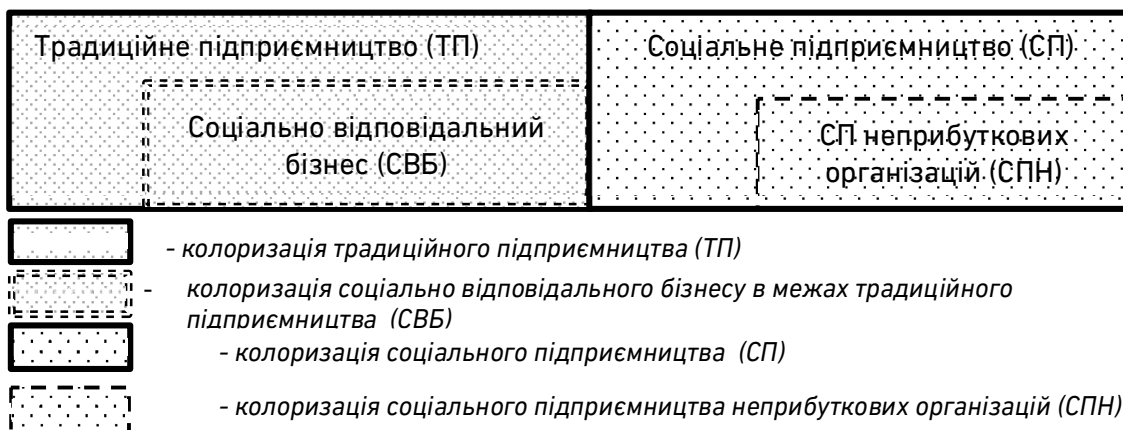 Традиційне підприємництво (ТП)
Соціальне підприємництво (СП)
Соціально відповідальний
бізнес (СВБ)
СП неприбуткових
організацій (СПН)
- колоризація традиційного підприємництва (ТП)
- колоризація соціально відповідального бізнесу в межах традиційного
підприємництва (СВБ)
- колоризація соціального підприємництва (СП)
- колоризація соціального підприємництва неприбуткових організацій (СПН)